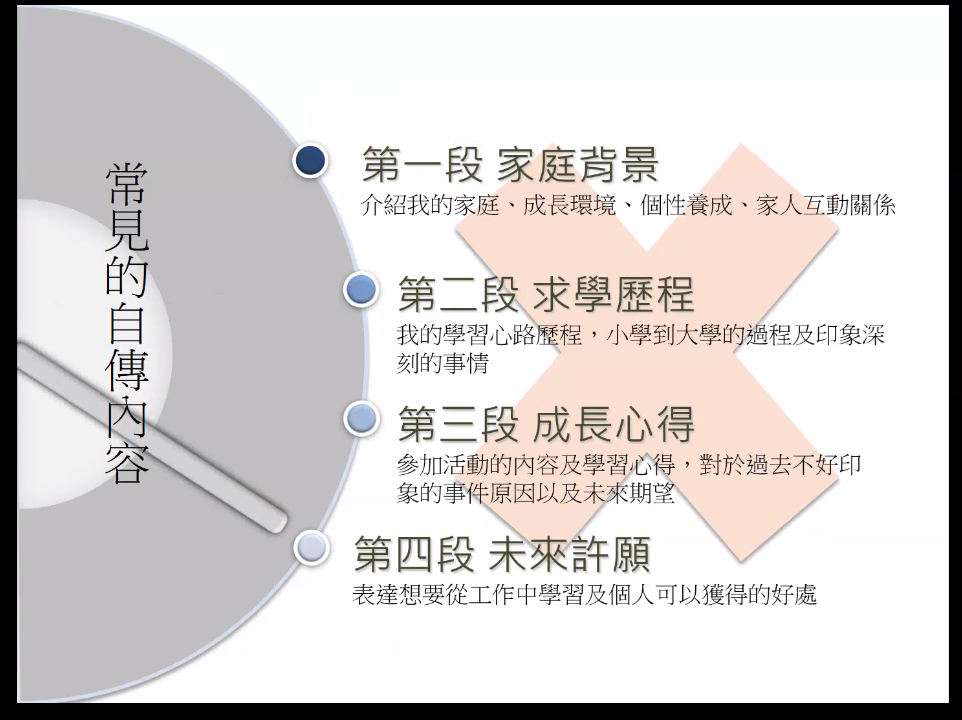 常見的自傳內容
第一段 家庭背景
介紹我的家庭、成長環境、個性養成、家人互動關係
第二段 求學歷程
我的學習心路歷程，小學到大學的過程及印象深
刻的事情
第三段 成長心得
參加活動的內容及學習心得，對於過去不好印
象的事件原因以及未來期望
第四段 未來許願
表達想要從工作中學習及個人可以獲得的好處